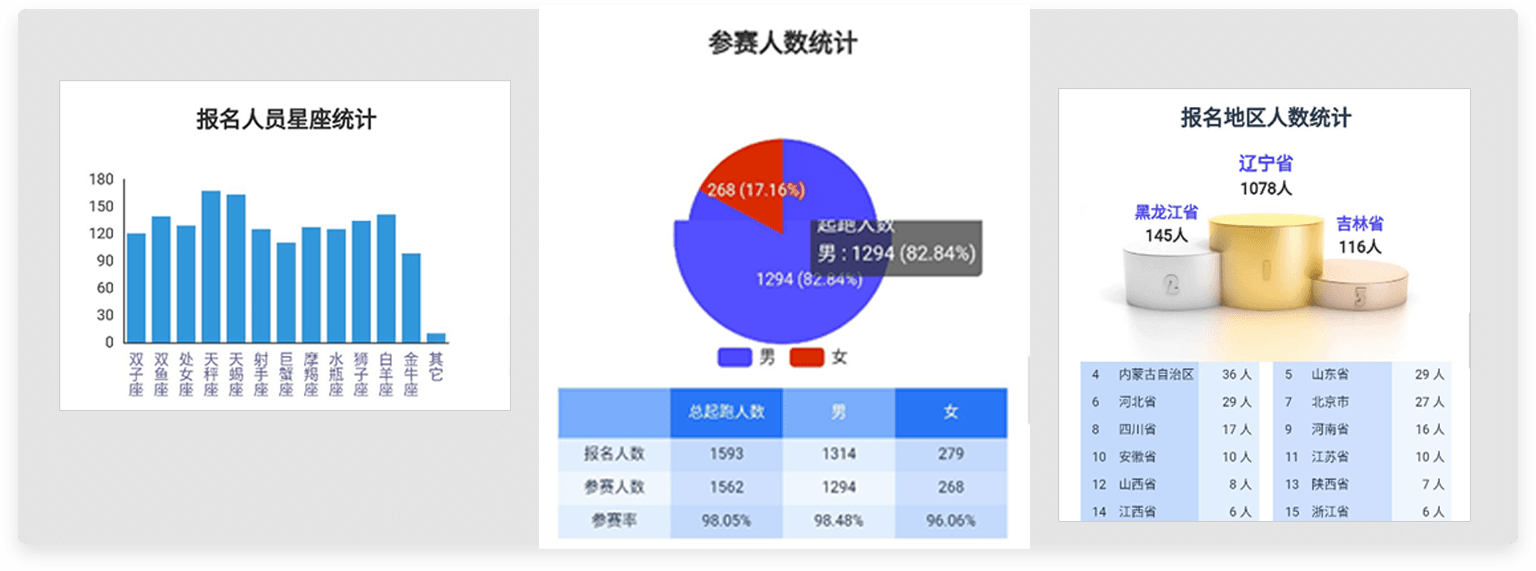 报名人员星座统计
180
150
120
90
60
30
0
双子座
双鱼座
处女座
天秤座
天蝎座
射手座
巨蟹座
摩羯座
水瓶座
狮子座
白羊座
金牛座
其它
参赛人数统计
268 (17.16%)
起跑人数
男 : 1294 (82.84%)
1294 (82.84%)
男 女
总起跑人数 男 女
报名人数 1593 1314 279
参赛人数 1562 1294 268
参赛率 98.05% 98.48% 96.06%
报名地区人数统计
辽宁省
1078人
黑龙江省
145人
吉林省
116人
4 内蒙古自治区 36 人 5 山东省 29 人
6 河北省 29 人 7 北京市 27 人
8 四川省 17 人 9 河南省 16 人
10 安徽省 10 人 11 江苏省 10 人
12 山西省 8 人 13 陕西省 7 人
14 江西省 6 人 15 浙江省 6 人